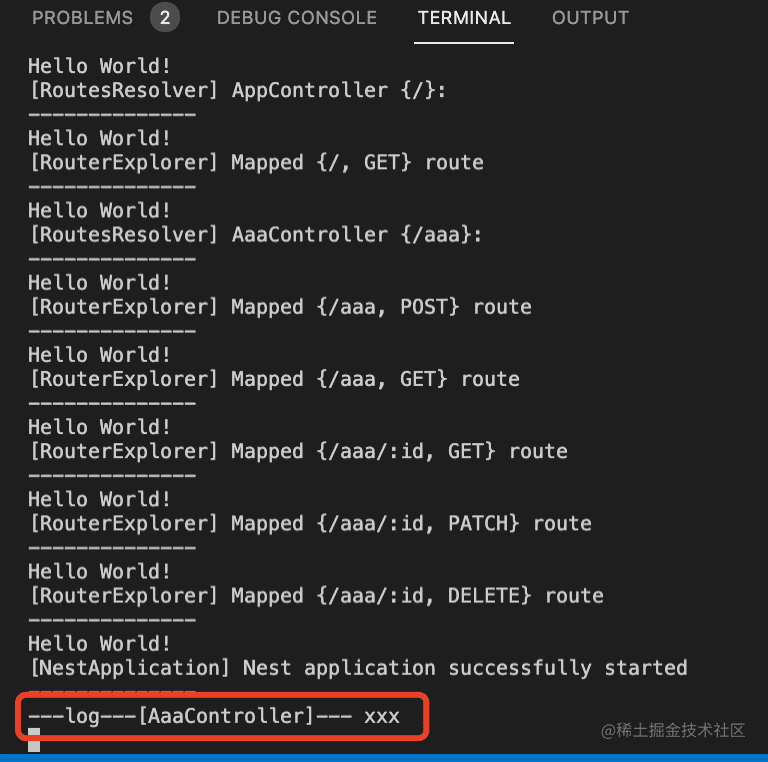 PROBLEMS 2 DEBUG CONSOLE TERMINAL OUTPUT
Hello World!
[RoutesResolver] AppController {/}:
--------------
Hello World!
[RouterExplorer] Mapped {/, GET} route
--------------
Hello World!
[RoutesResolver] AaaController {/aaa}:
--------------
Hello World!
[RouterExplorer] Mapped {/aaa, POST} route
--------------
Hello World!
[RouterExplorer] Mapped {/aaa, GET} route
--------------
Hello World!
[RouterExplorer] Mapped {/aaa/:id, GET} route
--------------
Hello World!
[RouterExplorer] Mapped {/aaa/:id, PATCH} route
--------------
Hello World!
[RouterExplorer] Mapped {/aaa/:id, DELETE} route
--------------
Hello World!
[NestApplication] Nest application successfully started
--------------
---log---[AaaController]--- xxx
@稀土掘金技术社区